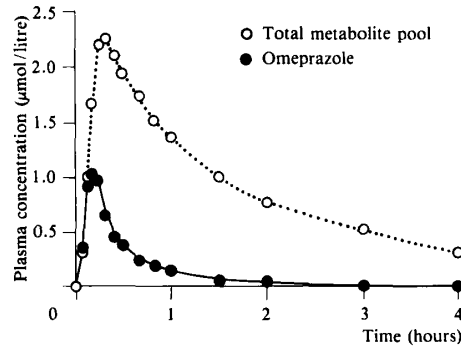 Total metabolite pool
Omeprazole
Plasma concentration (µmol/litre)
2.5
2.0
1.5
1.0
0.5
0
1
2
3
4
Time (hours)